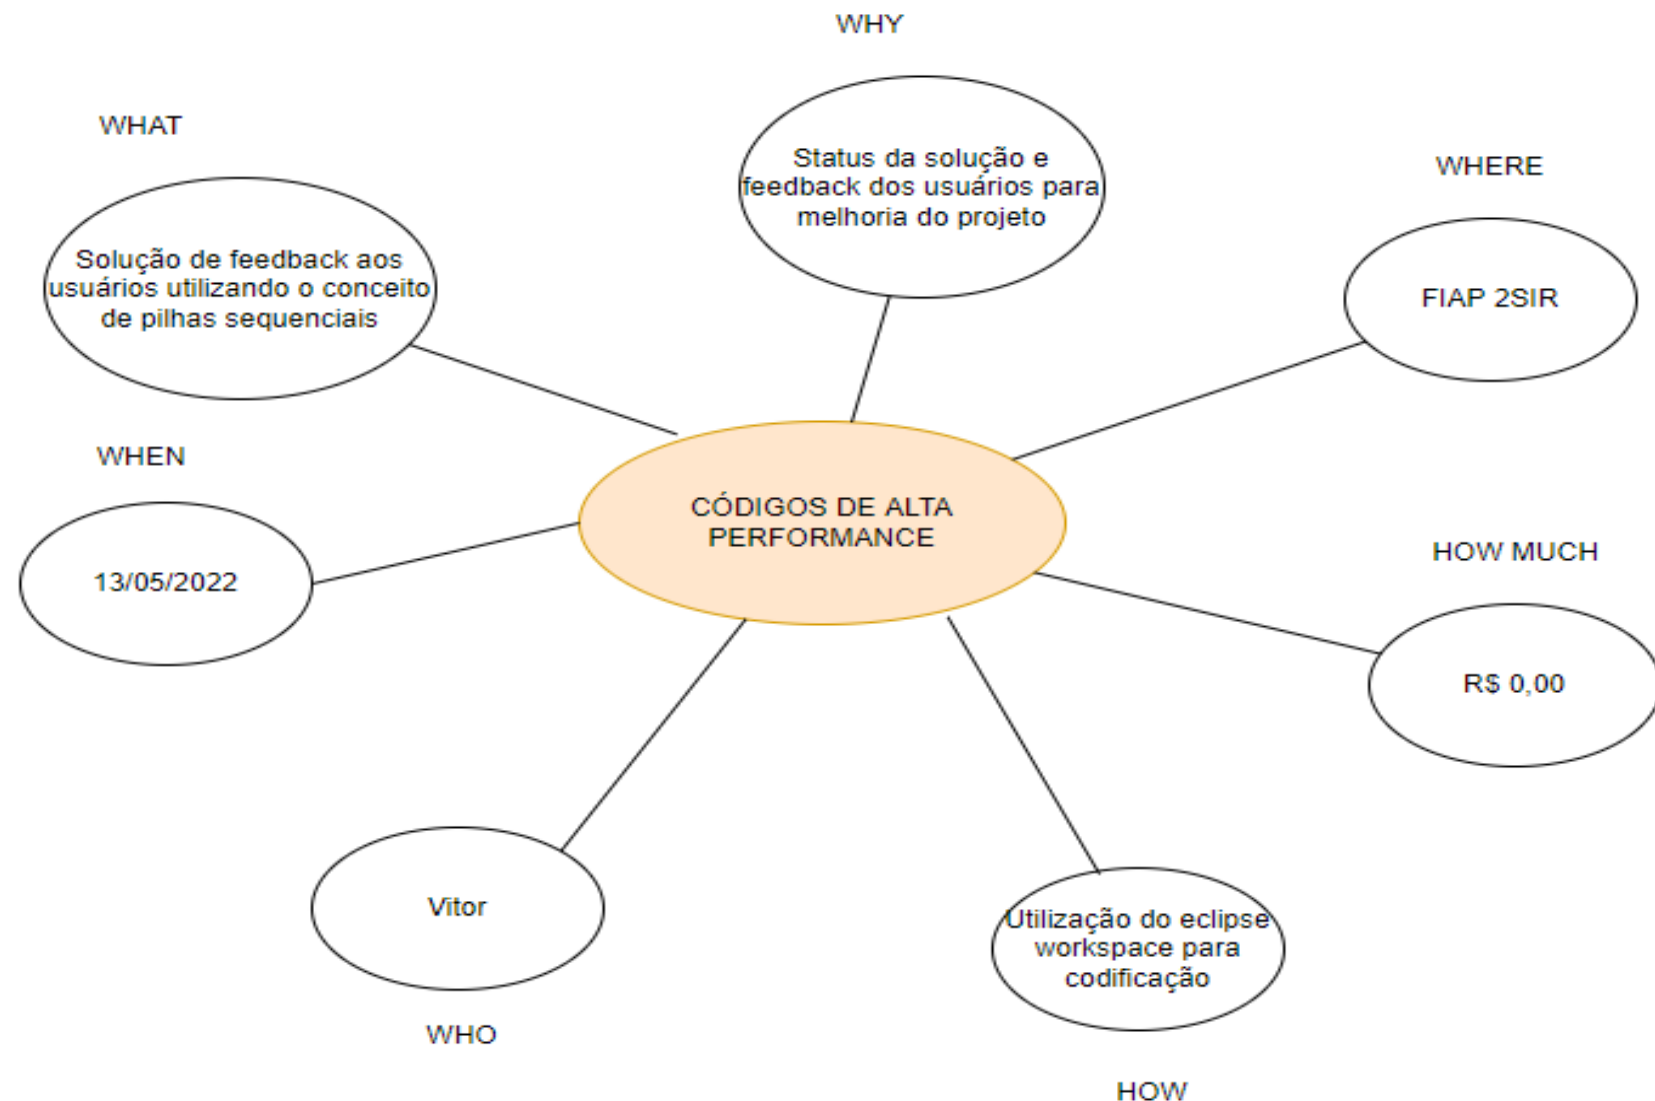 WHY
WHAT
Status da solução e
feedback dos usuários para
melhoria do projeto
WHERE
Solução de feedback aos
usuários utilizando o conceito
de pilhas sequenciais
FIAP 2SIR
WHEN
CÓDIGOS DE ALTA
PERFORMANCE
HOW MUCH
13/05/2022
R$ 0,00
Vitor
Utilização do eclipse
workspace para
codificação
WHO
HOW